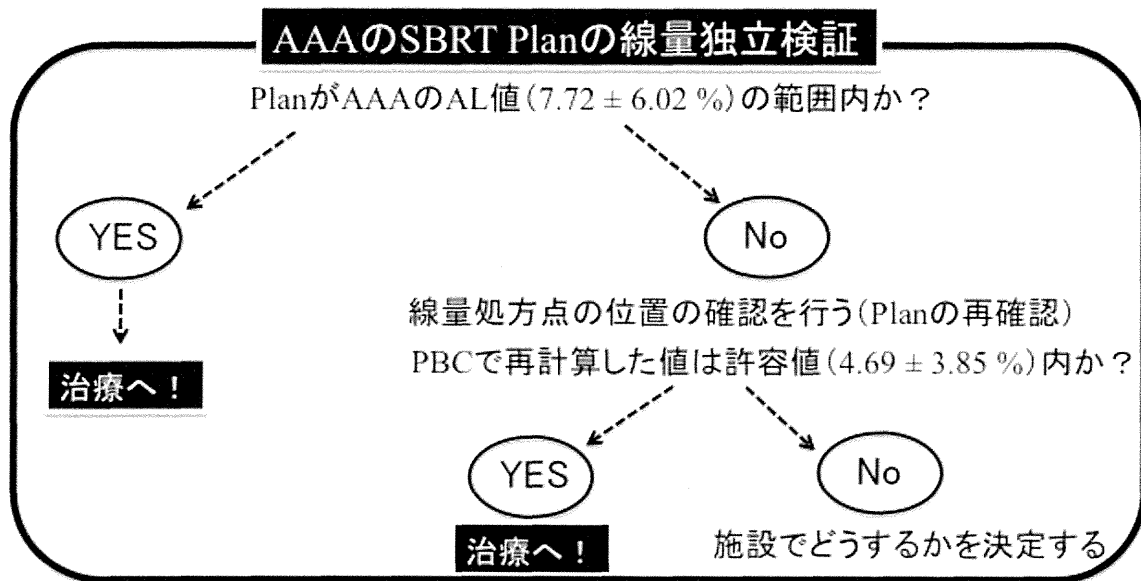 AAAのSBRT Planの線量独立検証
PlanがAAAのAL値(7.72 ± 6.02 %)の範囲内か？
YES
No
線量処方点の位置の確認を行う(Planの再確認)
PBCで再計算した値は許容値(4.69 ± 3.85 %)内か？
治療へ！
YES
No
治療へ！
施設でどうするかを決定する